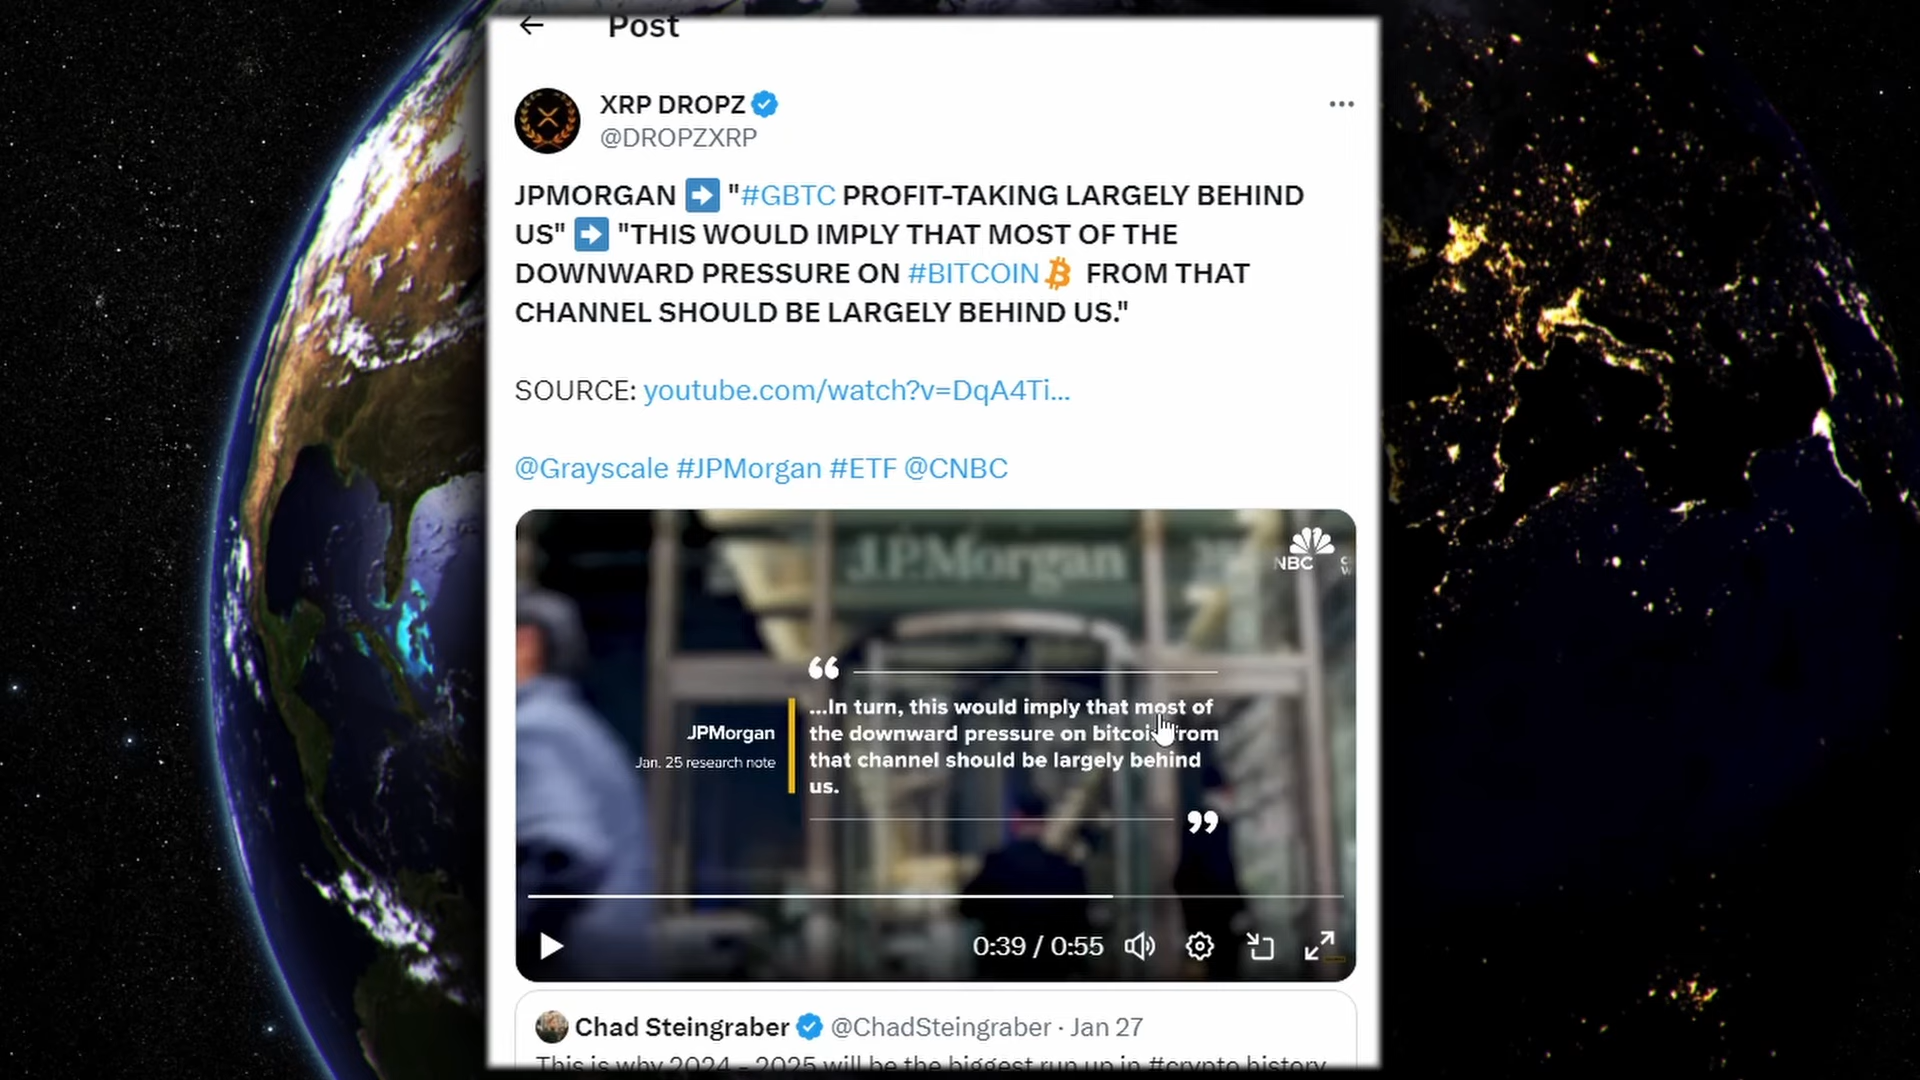 Post
XRP DROPZ
@DROPZXRP
JPMORGAN ➡️ "#GBTC PROFIT-TAKING LARGELY BEHIND
US" ➡️ "THIS WOULD IMPLY THAT MOST OF THE
DOWNWARD PRESSURE ON #BITCOIN FROM THAT
CHANNEL SHOULD BE LARGELY BEHIND US."
SOURCE: youtube.com/watch?v=DqA4Ti...
@Grayscale #JPMorgan #ETF @CNBC
J.P.Morgan
NBC
“
JPMorgan
Jan. 25 research note
...In turn, this would imply that most of
the downward pressure on bitcoin from
that channel should be largely behind
us.
”
0:39 / 0:55
Chad Steingraber @ChadSteingraber · Jan 27
This is why 2024 - 2025 will be the biggest run up in #crypto history